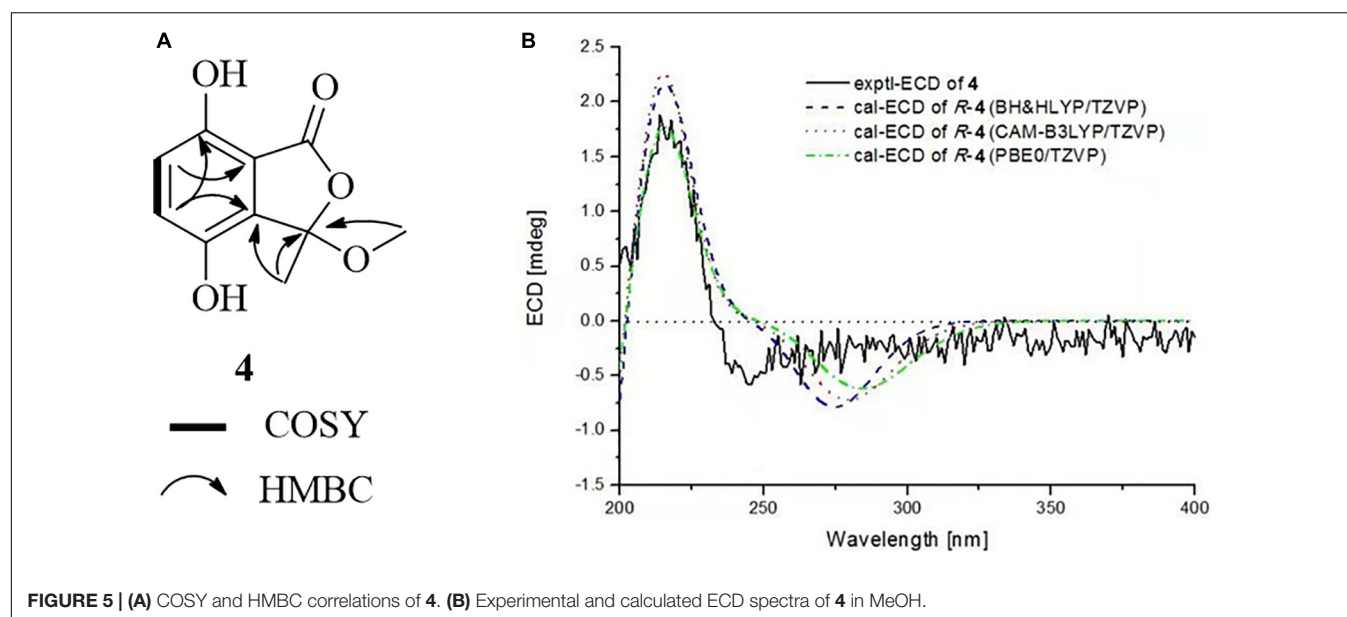 A
OH
O
O
O
OH
4
COSY
HMBC
B
2.5
2.0
1.5
1.0
0.5
0.0
-0.5
-1.0
-1.5
ECD [mdeg]
exptl-ECD of 4
cal-ECD of R-4 (BH&HLYP/TZVP)
cal-ECD of R-4 (CAM-B3LYP/TZVP)
cal-ECD of R-4 (PBE0/TZVP)
200
250
300
350
400
Wavelength [nm]
FIGURE 5 | (A) COSY and HMBC correlations of 4. (B) Experimental and calculated ECD spectra of 4 in MeOH.